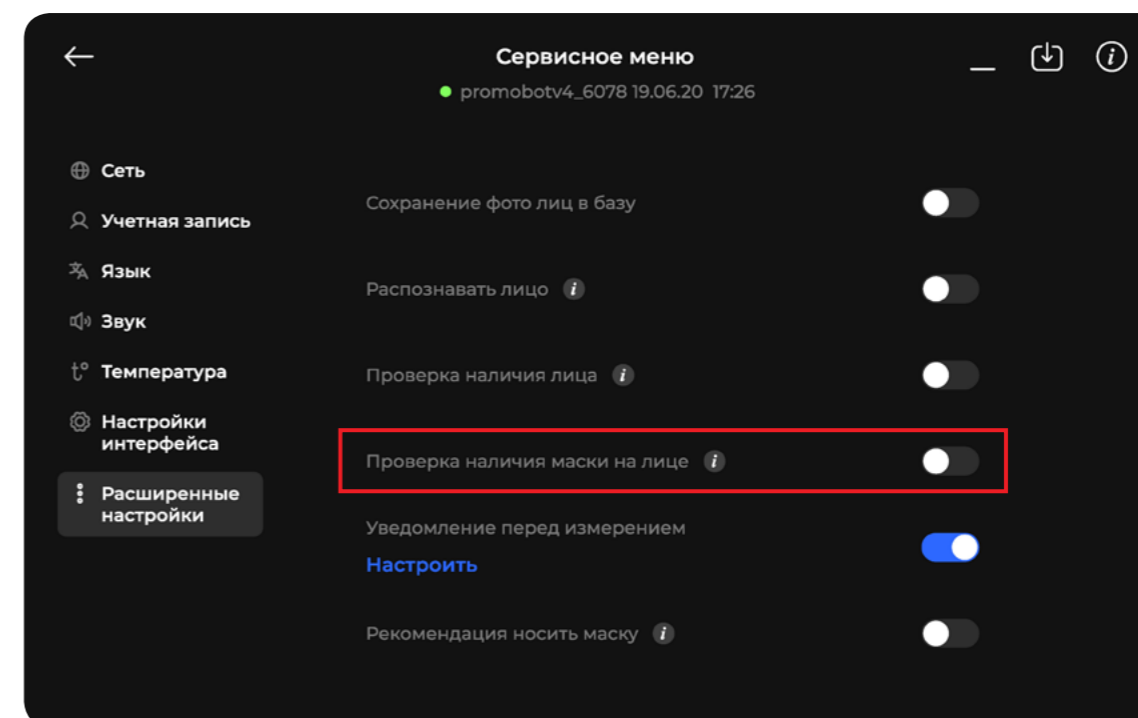 Сервисное меню
promobotv4_6078 19.06.20 17:26
Сеть
Учетная запись
Язык
Звук
t° Температура
Настройки
интерфейса
Расширенные
настройки
Сохранение фото лиц в базу
Распознавать лицо i
Проверка наличия лица i
Проверка наличия маски на лице i
Уведомление перед измерением
Настроить
Рекомендация носить маску i